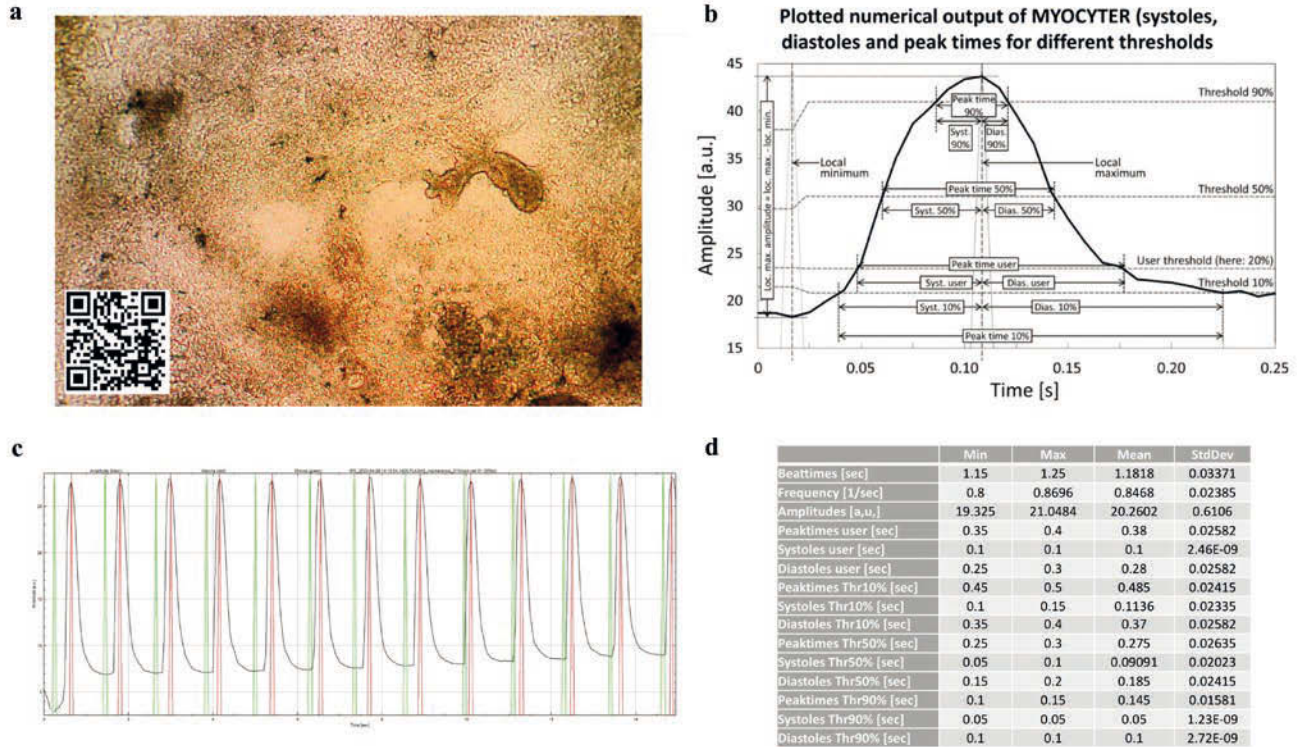 a
b
Plotted numerical output of MYOCYTER (systoles,
diastoles and peak times for different thresholds
Amplitude [a.u.]
45
40
35
30
25
20
15
Loc. max. amplitude = loc. max. - loc. min.
Threshold 90%
Peak time
90%
Syst.
90%
Dias.
90%
Local
minimum
Local
maximum
Peak time 50%
Threshold 50%
Syst. 50%
Dias. 50%
User threshold (here: 20%)
Peak time user
Syst. user
Dias. user
Threshold 10%
Syst. 10%
Dias. 10%
Peak time 10%
0
0.05
0.10
0.15
0.20
0.25
Time [s]
c
Time [sec]
d
Min Max Mean StdDev
Beattimes [sec] 1.15 1.25 1.1818 0.03371
Frequency [1/sec] 0.8 0.8696 0.8468 0.02385
Amplitudes [a,u,] 19.325 21.0484 20.2602 0.6106
Peaktimes user [sec] 0.35 0.4 0.38 0.02582
Systoles user [sec] 0.1 0.1 0.1 2.46E-09
Diastoles user [sec] 0.25 0.3 0.28 0.02582
Peaktimes Thr10% [sec] 0.45 0.5 0.485 0.02415
Systoles Thr10% [sec] 0.1 0.15 0.1136 0.02335
Diastoles Thr10% [sec] 0.35 0.4 0.37 0.02582
Peaktimes Thr50% [sec] 0.25 0.3 0.275 0.02635
Systoles Thr50% [sec] 0.05 0.1 0.09091 0.02023
Diastoles Thr50% [sec] 0.15 0.2 0.185 0.02415
Peaktimes Thr90% [sec] 0.1 0.15 0.145 0.01581
Systoles Thr90% [sec] 0.05 0.05 0.05 1.23E-09
Diastoles Thr90% [sec] 0.1 0.1 0.1 2.72E-09